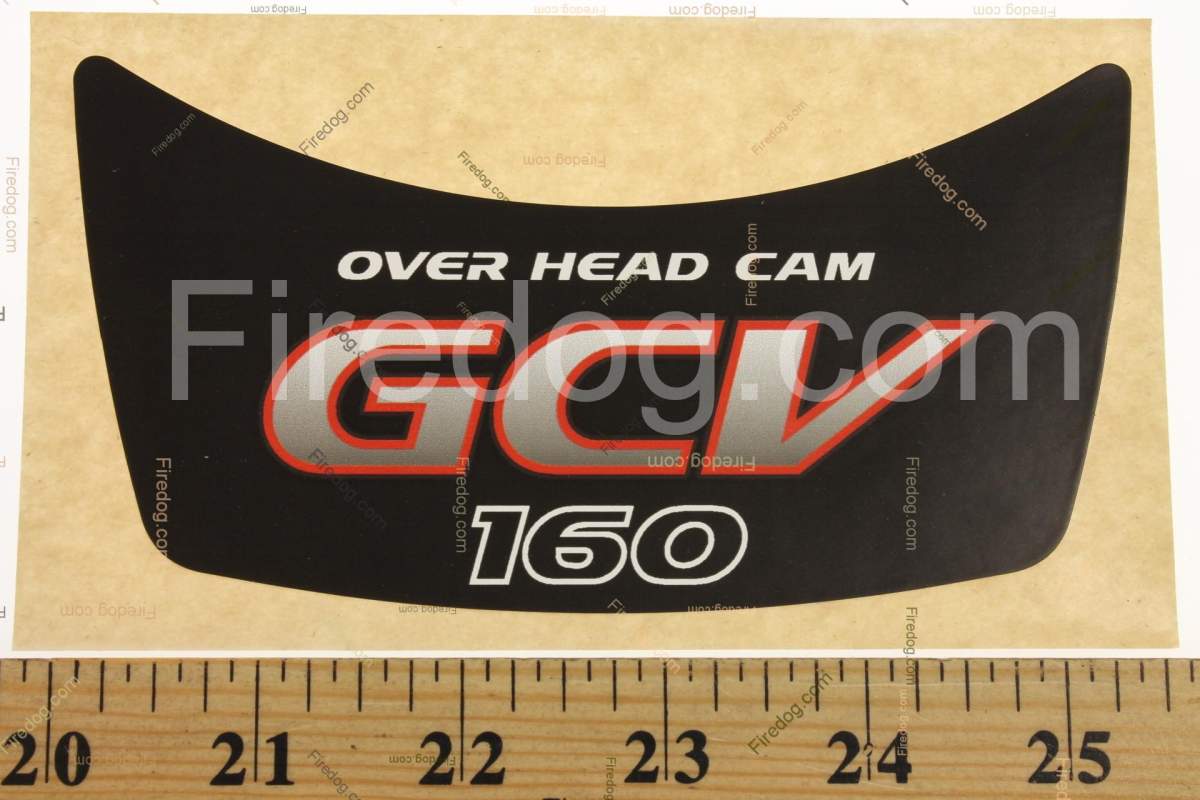 OVER HEAD CAM
Firedog.com
GCV
160
20 21 22 23 24 25